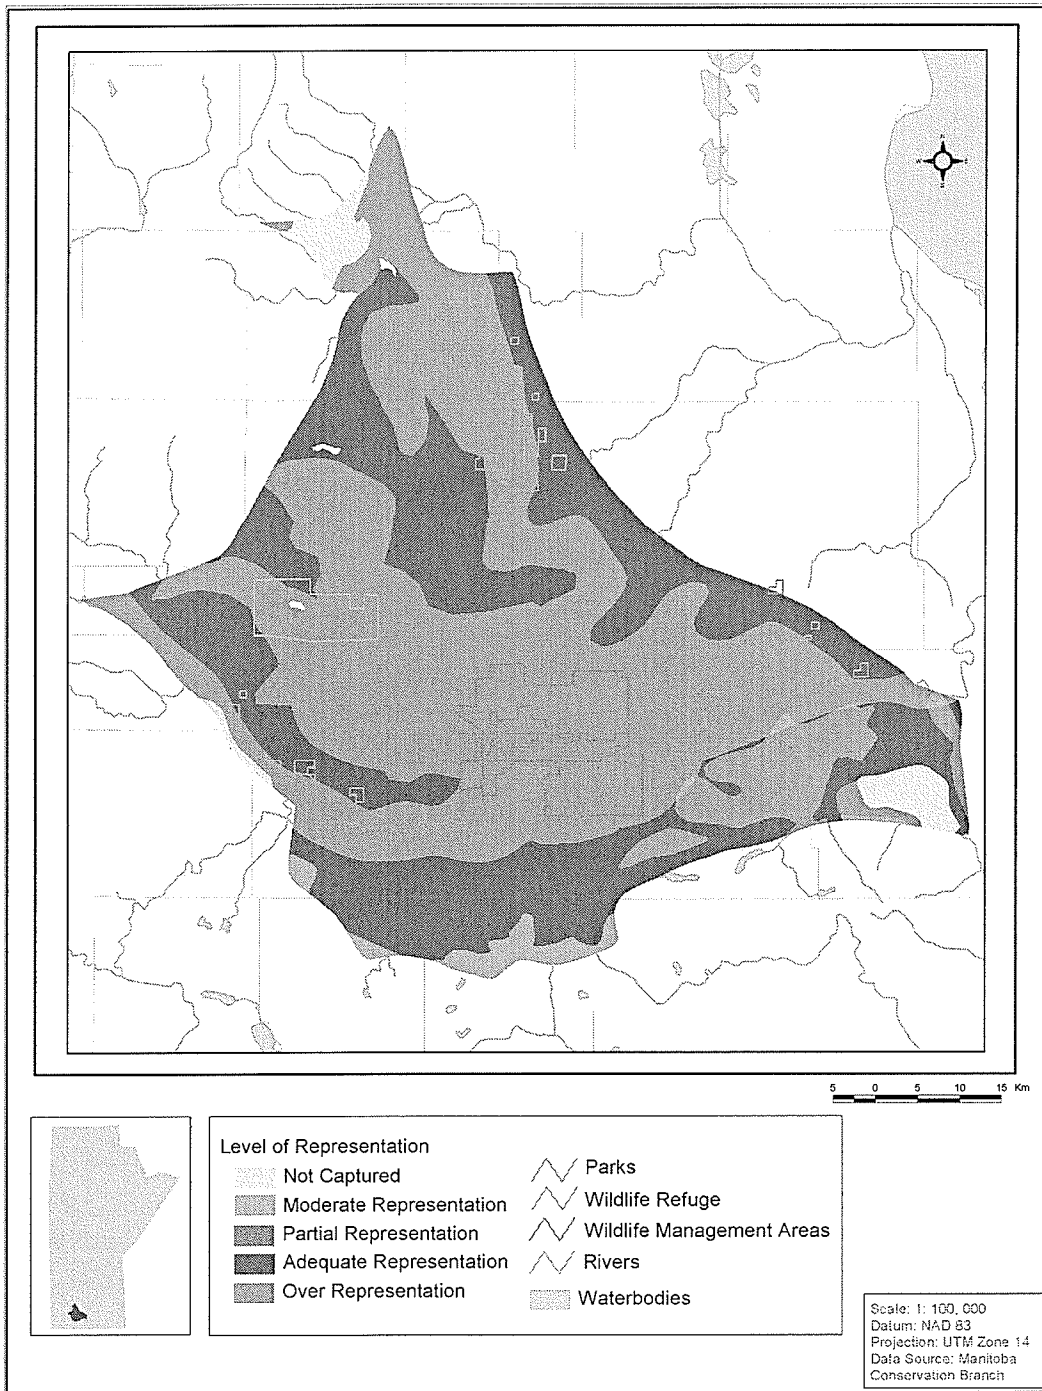 N
W
E
S
5 0 5 10 15 Km
Level of Representation
Not Captured
Moderate Representation
Partial Representation
Adequate Representation
Over Representation
Parks
Wildlife Refuge
Wildlife Management Areas
Rivers
Waterbodies
Scale: 1: 100, 000
Datum: NAD 83
Projection: UTM Zone 14
Data Source: Manitoba
Conservation Branch